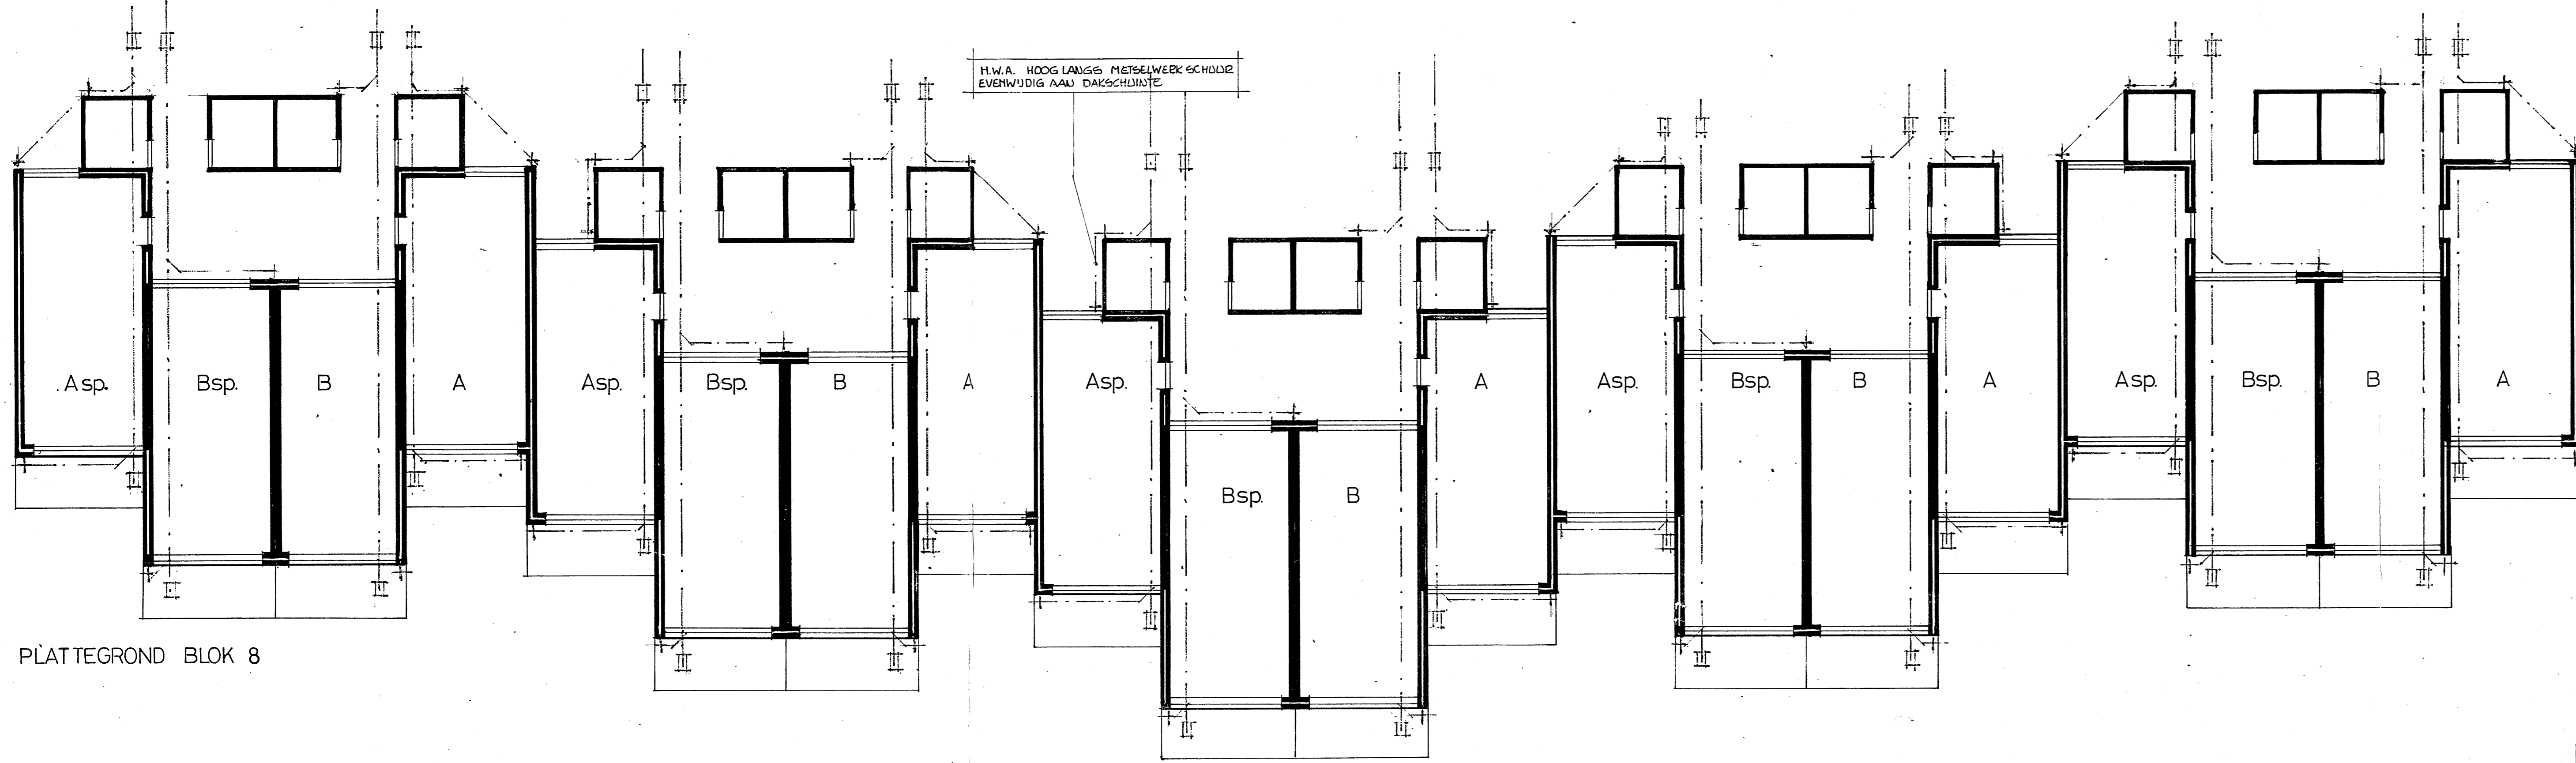 H.W.A. HOOG LANGS METSELWERK SCHUUR
EVENWIJDIG AAN DAKSCHUINTE
Asp. Bsp. B A Asp. Bsp. B A Asp. A Asp. Bsp. B A Asp. Bsp. B A
Bsp. B
PLATTEGROND BLOK 8